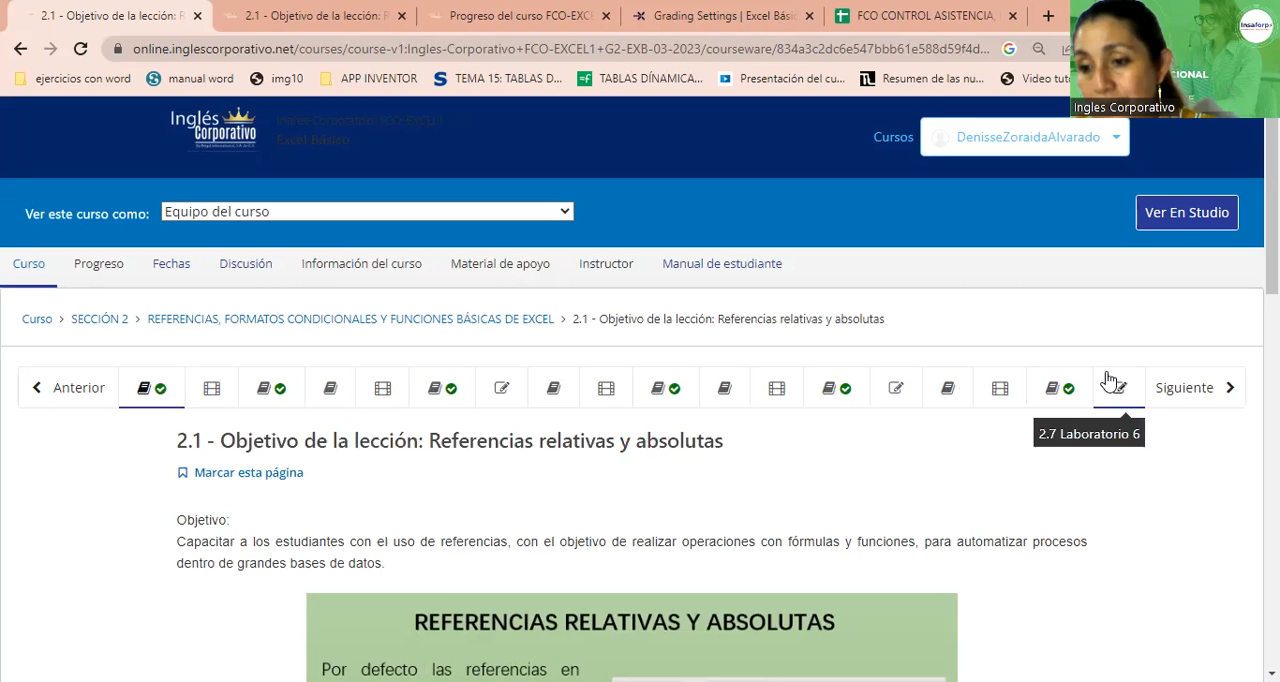 2.1 - Objetivo de la lección: R
2.1 - Objetivo de la lección: R
Progreso del curso FCO-EXCE
Grading Settings | Excel Básic
FCO CONTROL ASISTENCIA,
online.inglescorporativo.net/courses/course-v1:Ingles-Corporativo+FCO-EXCEL1+G2-EXB-03-2023/courseware/834a3c2dc6e547bbb61e588d59f4d...
ejercicios con word
manual word
img10
APP INVENTOR
TEMA 15: TABLAS D...
TABLAS DÍNAMICA...
Presentación del cu...
Resumen de las nu...
Video tuto
CIONAL
Insaforp
Ingles Corporativo
Inglés
Corporativo
Excel Básico
Cursos
DenisseZoraidaAlvarado
Ver este curso como:
Equipo del curso
Ver En Studio
Curso
Progreso
Fechas
Discusión
Información del curso
Material de apoyo
Instructor
Manual de estudiante
Curso > SECCIÓN 2 > REFERENCIAS, FORMATOS CONDICIONALES Y FUNCIONES BÁSICAS DE EXCEL > 2.1 - Objetivo de la lección: Referencias relativas y absolutas
Anterior
Siguiente
2.7 Laboratorio 6
2.1 - Objetivo de la lección: Referencias relativas y absolutas
Marcar esta página
Objetivo:
Capacitar a los estudiantes con el uso de referencias, con el objetivo de realizar operaciones con fórmulas y funciones, para automatizar procesos
dentro de grandes bases de datos.
REFERENCIAS RELATIVAS Y ABSOLUTAS
Por defecto las referencias en